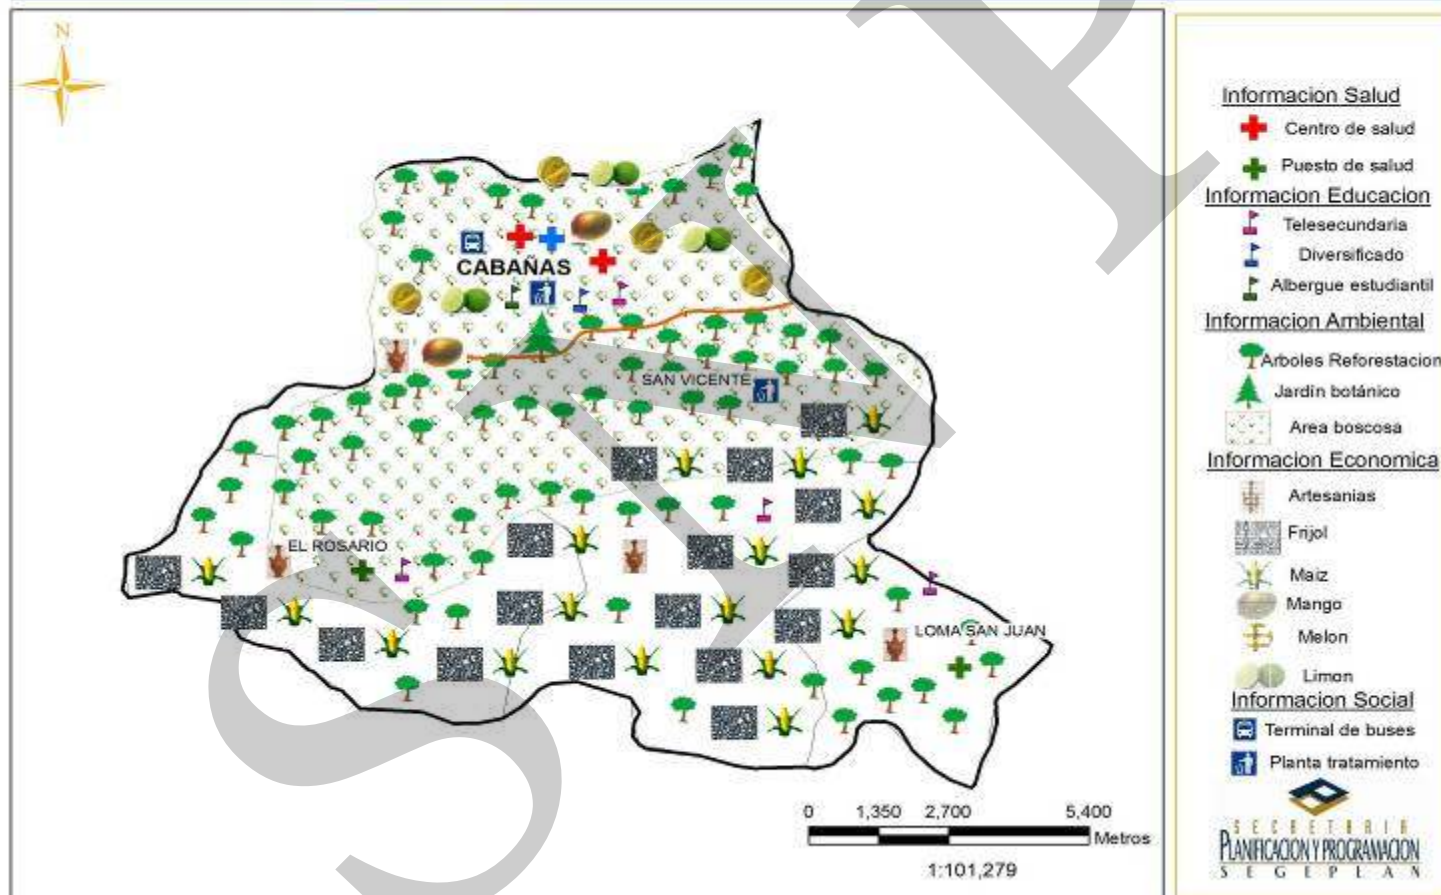 N
CABAÑAS
SAN VICENTE
EL ROSARIO
LOMA SAN JUAN
0 1,350 2,700 5,400
Metros
1:101,279
Informacion Salud
Centro de salud
Puesto de salud
Informacion Educacion
Telesecundaria
Diversificado
Albergue estudiantil
Informacion Ambiental
Arboles Reforestacion
Jardín botánico
Area boscosa
Informacion Economica
Artesanias
Frijol
Maiz
Mango
Melon
Limon
Informacion Social
Terminal de buses
Planta tratamiento
SECRETARIA
PLANIFICACION Y PROGRAMACION
SEGEPLAN